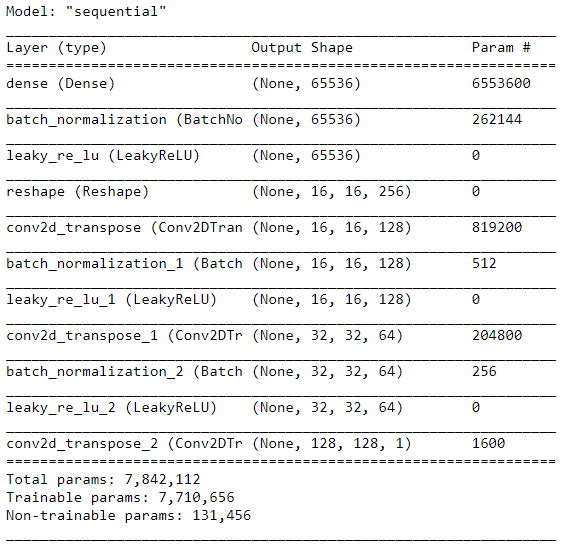 Model: "sequential"
Layer (type) Output Shape Param #
dense (Dense) (None, 65536) 6553600
batch_normalization (BatchNo (None, 65536) 262144
leaky_re_lu (LeakyReLU) (None, 65536) 0
reshape (Reshape) (None, 16, 16, 256) 0
conv2d_transpose (Conv2DTran (None, 16, 16, 128) 819200
batch_normalization_1 (Batch (None, 16, 16, 128) 512
leaky_re_lu_1 (LeakyReLU) (None, 16, 16, 128) 0
conv2d_transpose_1 (Conv2DTr (None, 32, 32, 64) 204800
batch_normalization_2 (Batch (None, 32, 32, 64) 256
leaky_re_lu_2 (LeakyReLU) (None, 32, 32, 64) 0
conv2d_transpose_2 (Conv2DTr (None, 128, 128, 1) 1600
Total params: 7,842,112
Trainable params: 7,710,656
Non-trainable params: 131,456